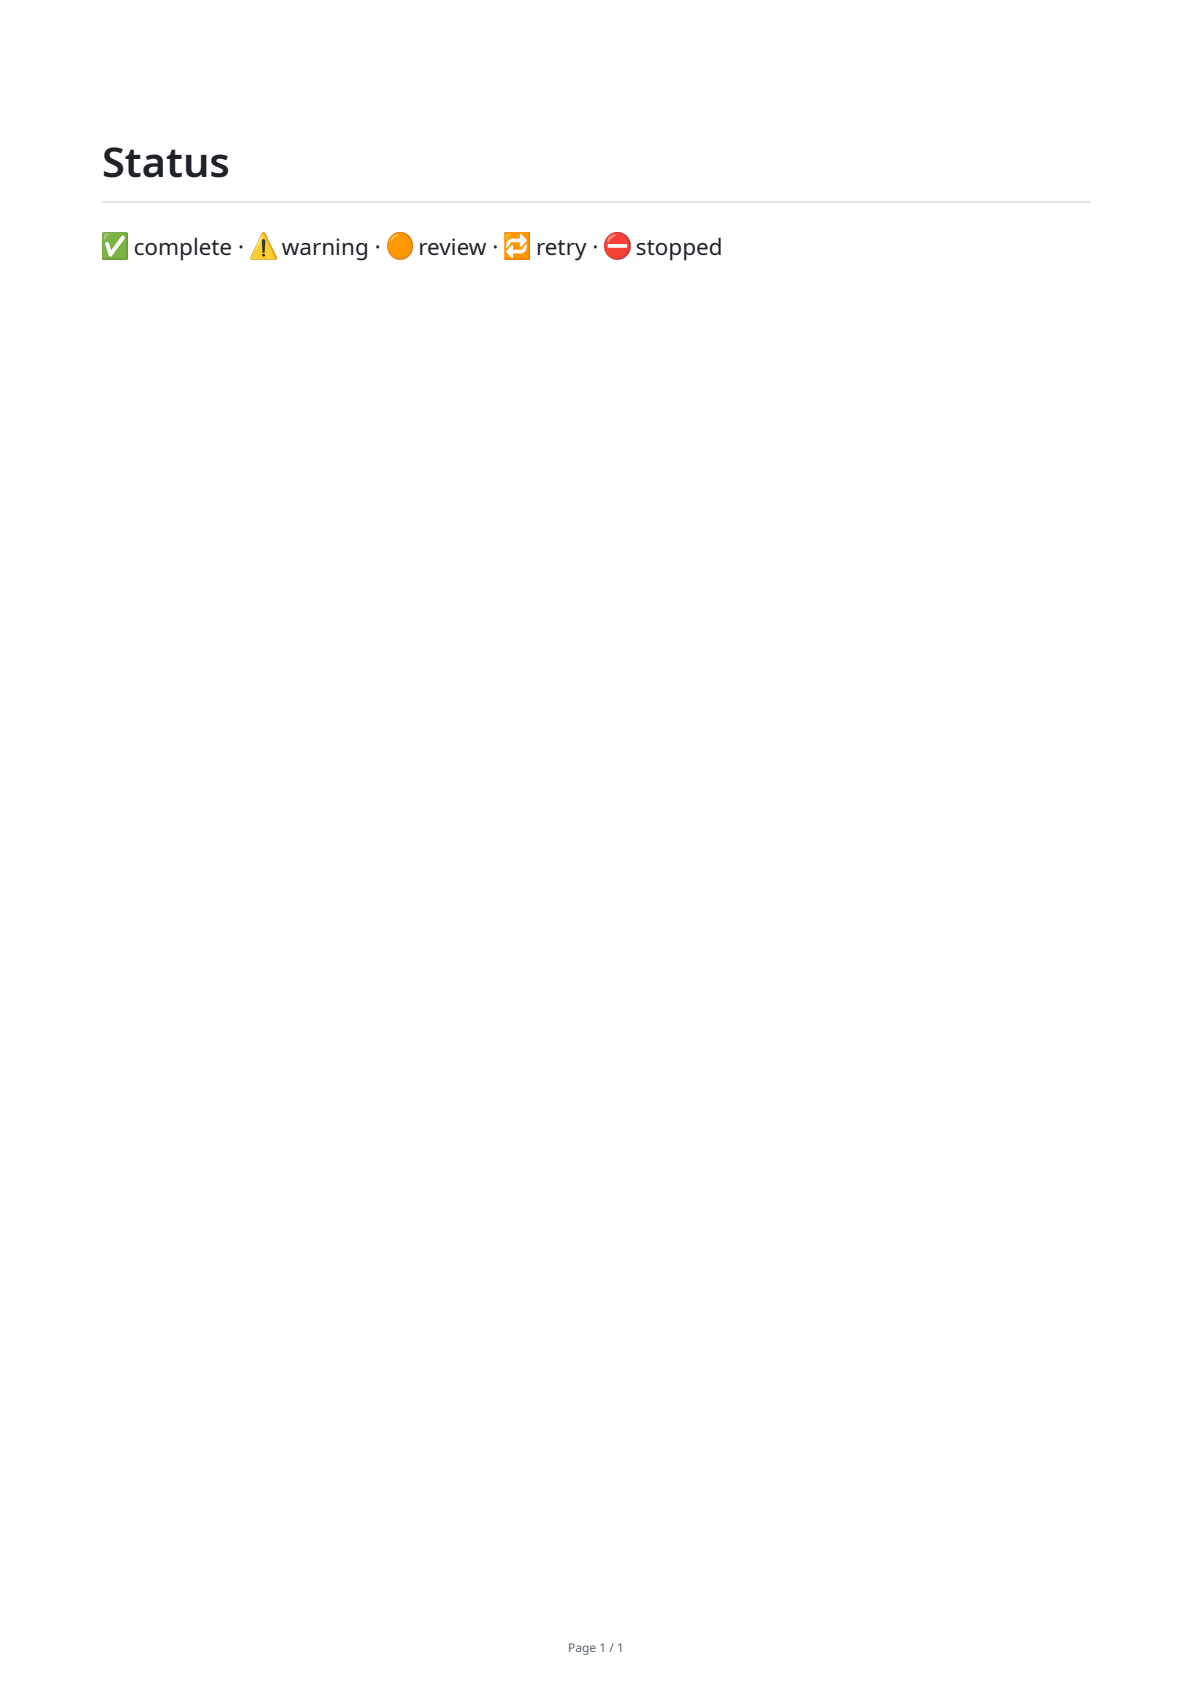 Status
✅ complete · ⚠️ warning · 🟠 review · 🔁 retry · ⛔ stopped
Page 1 / 1